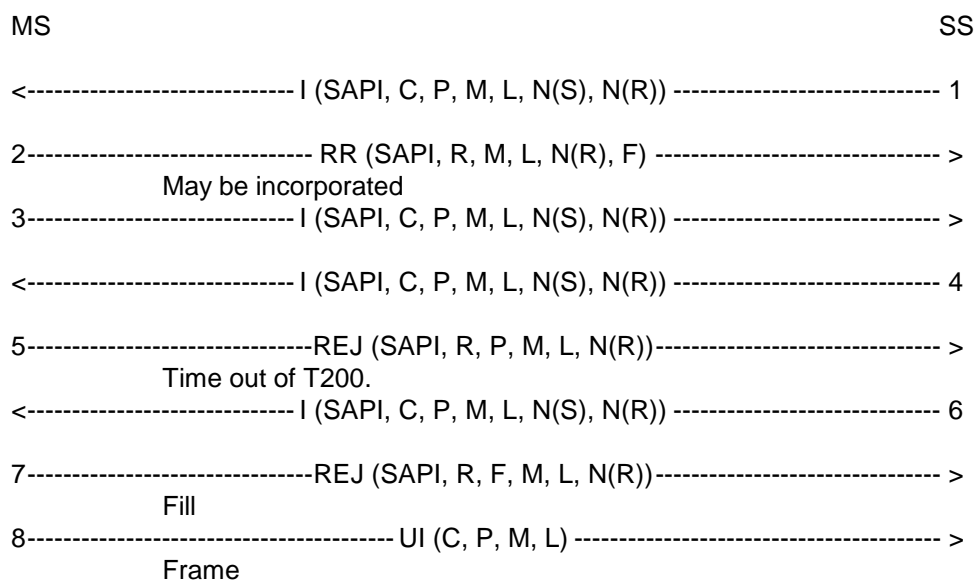 MS SS
<------------------------------ I (SAPI, C, P, M, L, N(S), N(R)) ------------------------------ 1
2-------------------------------- RR (SAPI, R, M, L, N(R), F) -------------------------------- >
May be incorporated
3------------------------------ I (SAPI, C, P, M, L, N(S), N(R)) ------------------------------ >
<------------------------------ I (SAPI, C, P, M, L, N(S), N(R)) ------------------------------ 4
5--------------------------------REJ (SAPI, R, P, M, L, N(R))-------------------------------- >
Time out of T200.
<------------------------------ I (SAPI, C, P, M, L, N(S), N(R)) ------------------------------ 6
7--------------------------------REJ (SAPI, R, F, M, L, N(R))-------------------------------- >
Fill
8----------------------------------------- UI (C, P, M, L) ----------------------------------------- >
Frame